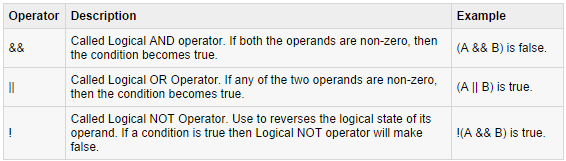 Operator Description Example
&& Called Logical AND operator. If both the operands are non-zero, then (A && B) is false.
the condition becomes true.
|| Called Logical OR Operator. If any of the two operands are non-zero, (A || B) is true.
then the condition becomes true.
Called Logical NOT Operator. Use to reverses the logical state of its
! operand. If a condition is true then Logical NOT operator will make !(A && B) is true.
false.